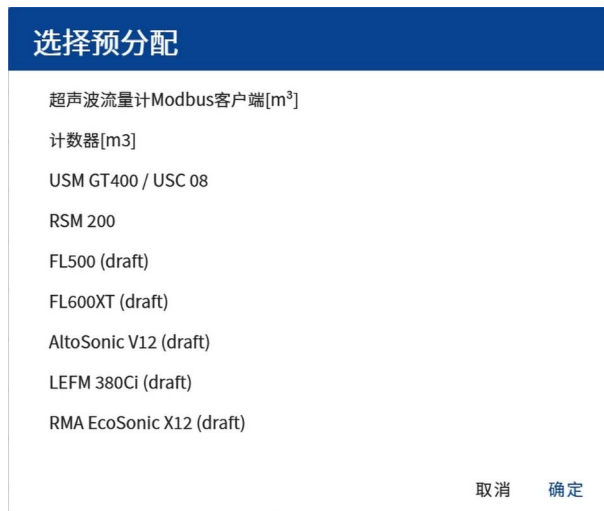 选择预分配
超声波流量计Modbus客户端[m³]
计数器[m3]
USM GT400 / USC 08
RSM 200
FL500 (draft)
FL600XT (draft)
AltoSonic V12 (draft)
LEFM 380Ci (draft)
RMA EcoSonic X12 (draft)
取消 确定